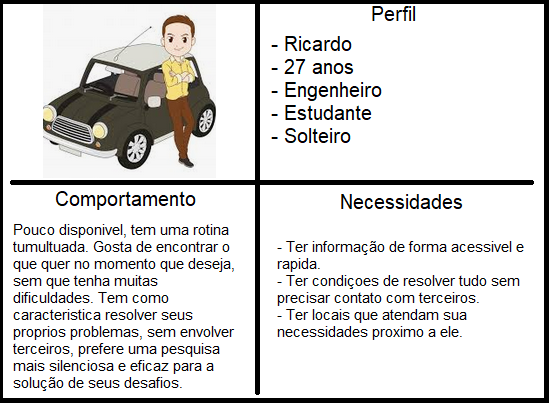 Perfil
- Ricardo
- 27 anos
- Engenheiro
- Estudante
- Solteiro
Comportamento
Pouco disponivel, tem uma rotina
tumultuada. Gosta de encontrar o
que quer no momento que deseja,
sem que tenha muitas
dificuldades. Tem como
caracteristica resolver seus
proprios problemas, sem envolver
terceiros, prefere uma pesquisa
mais silenciosa e eficaz para a
solução de seus desafios.
Necessidades
- Ter informação de forma acessivel e
rapida.
- Ter condiçoes de resolver tudo sem
precisar contato com terceiros.
- Ter locais que atendam sua
necessidades proximo a ele.